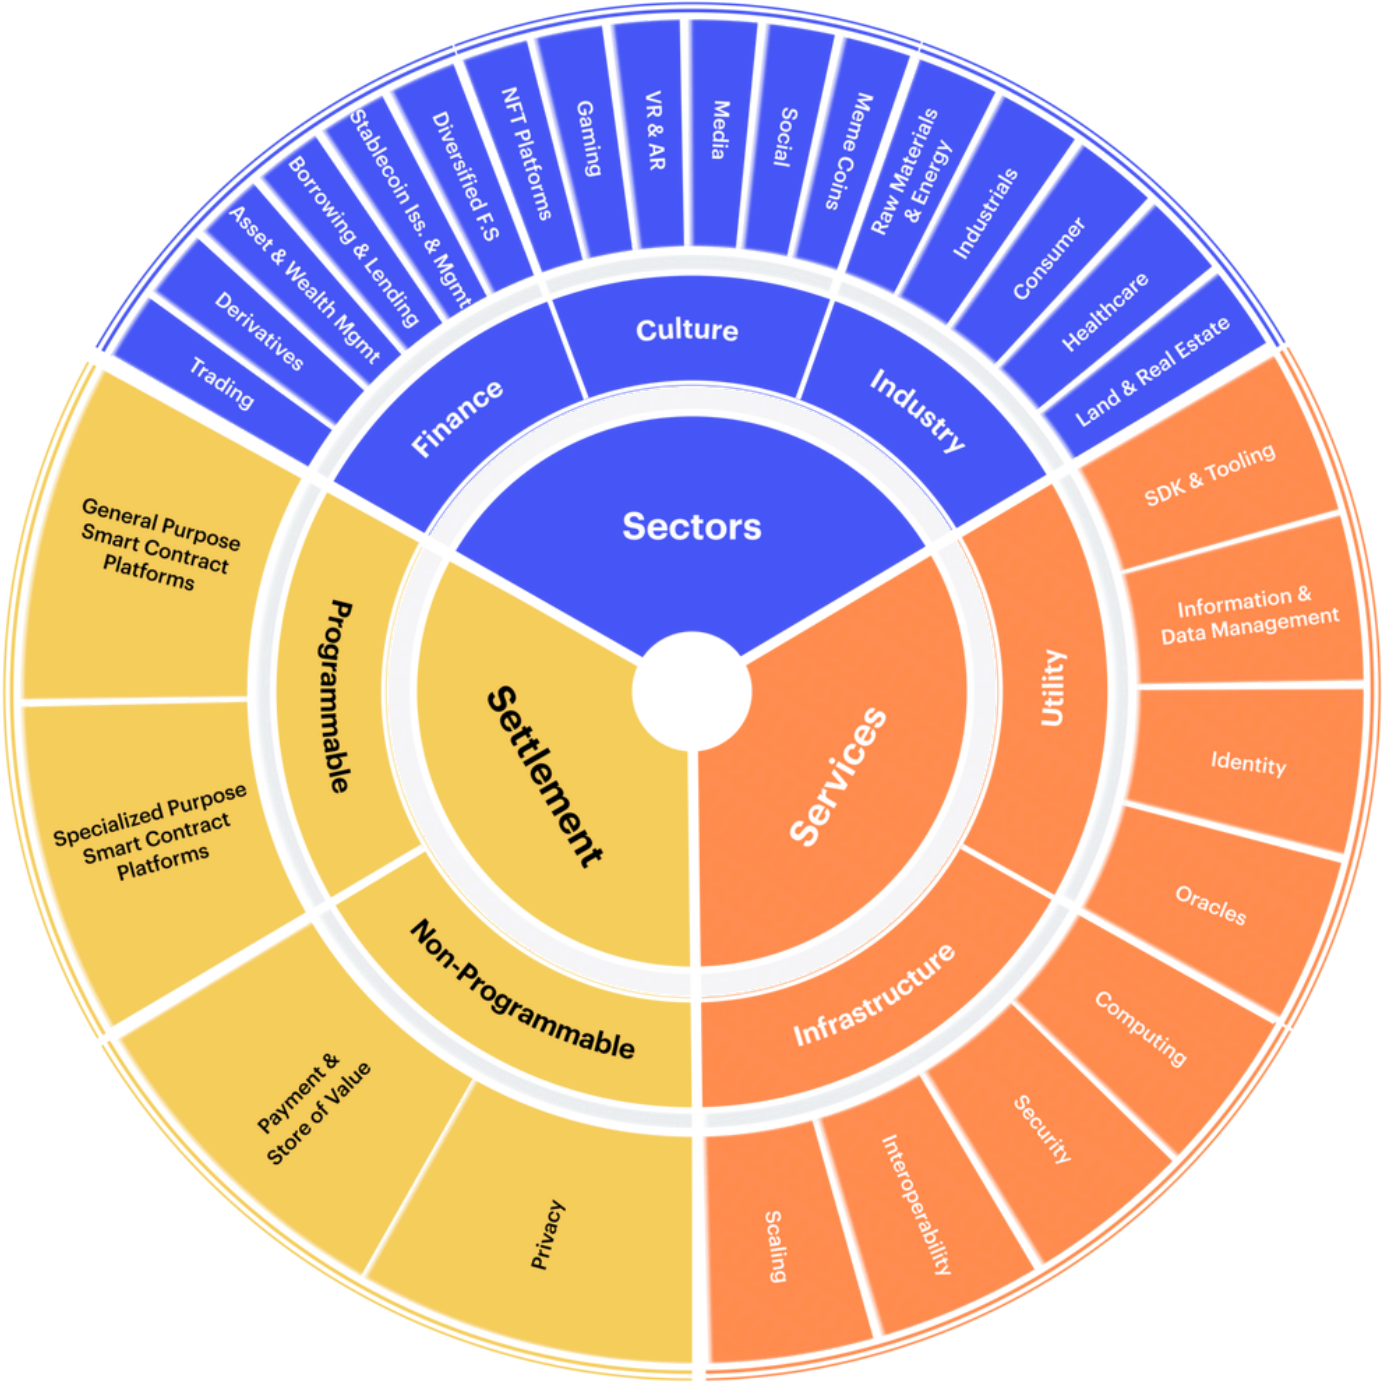 Sectors
Settlement
Services
Finance
Culture
Industry
Utility
Infrastructure
Non-Programmable
Programmable
Trading
Derivatives
Asset & Wealth Mgmt
Borrowing & Lending
Stablecoin Iss. & Mgmt
Diversified F.S
NFT Platforms
Gaming
VR & AR
Media
Social
Meme Coins
Raw Materials
& Energy
Industrials
Consumer
Healthcare
Land & Real Estate
SDK & Tooling
Information &
Data Management
Identity
Oracles
Computing
Security
Interoperability
Scaling
Privacy
Payment &
Store of Value
Specialized Purpose
Smart Contract
Platforms
General Purpose
Smart Contract
Platforms